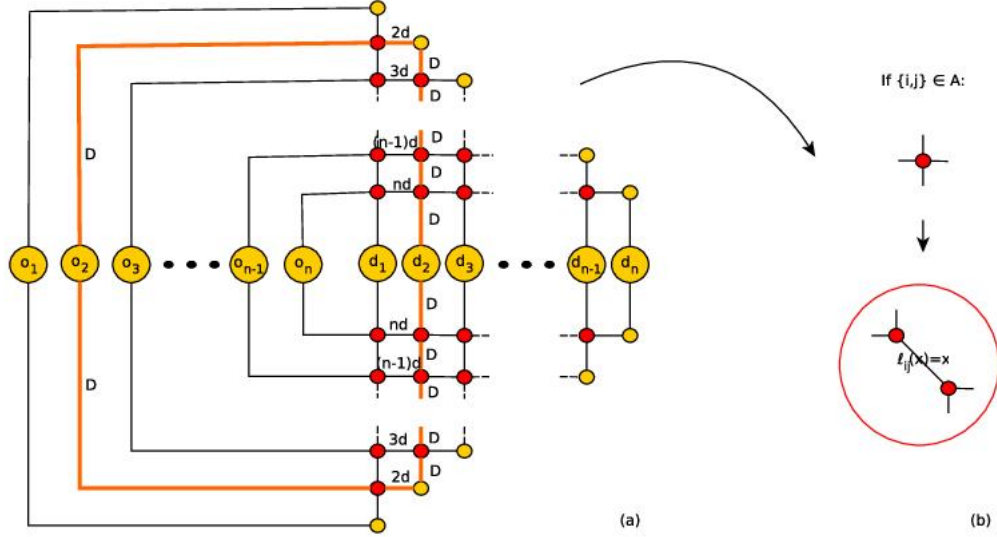 2d
D
3d
D
If {i,j} ∈ A:
(n-1)d
D
D
D
nd
D
o1
o2
o3
on-1
on
d1
d2
d3
dn-1
dn
D
nd
D
D
(n-1)d
D
ℓij(x)=x
3d
D
2d
D
(a)
(b)